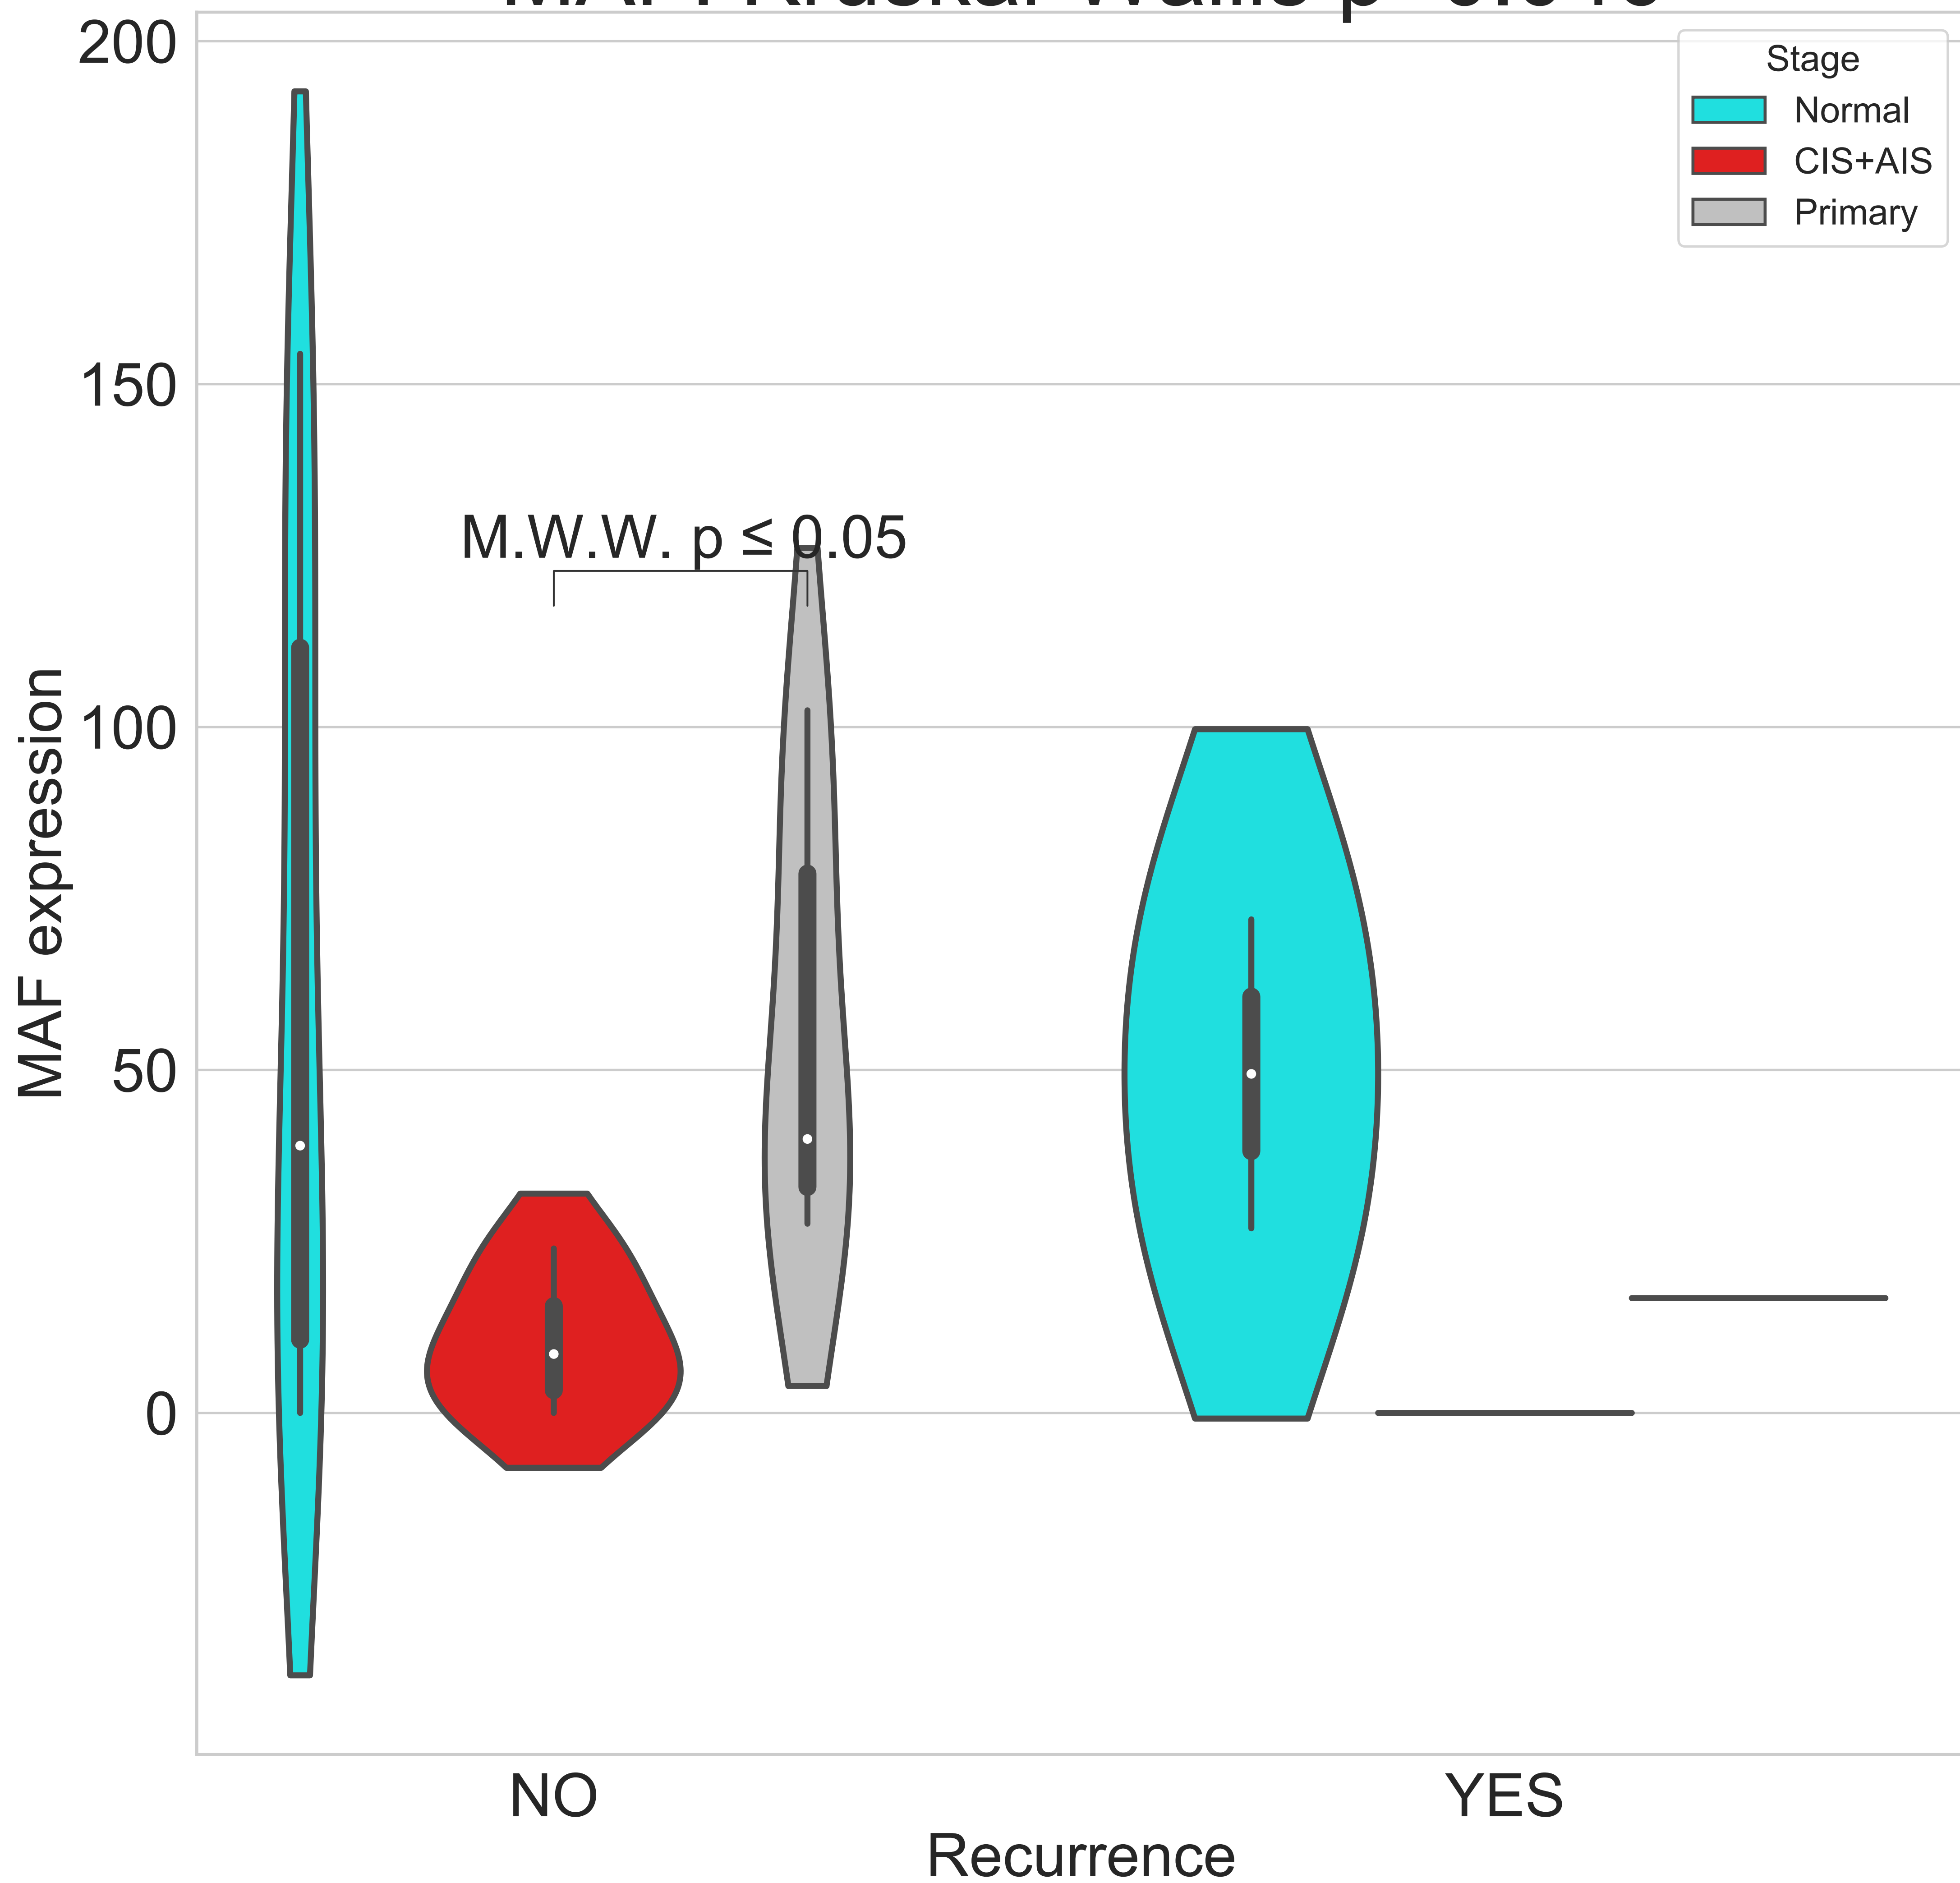 200
150
100
50
0
MAF expression
Stage
Normal
CIS+AIS
Primary
M.W.W. p ≤ 0.05
NO
YES
Recurrence